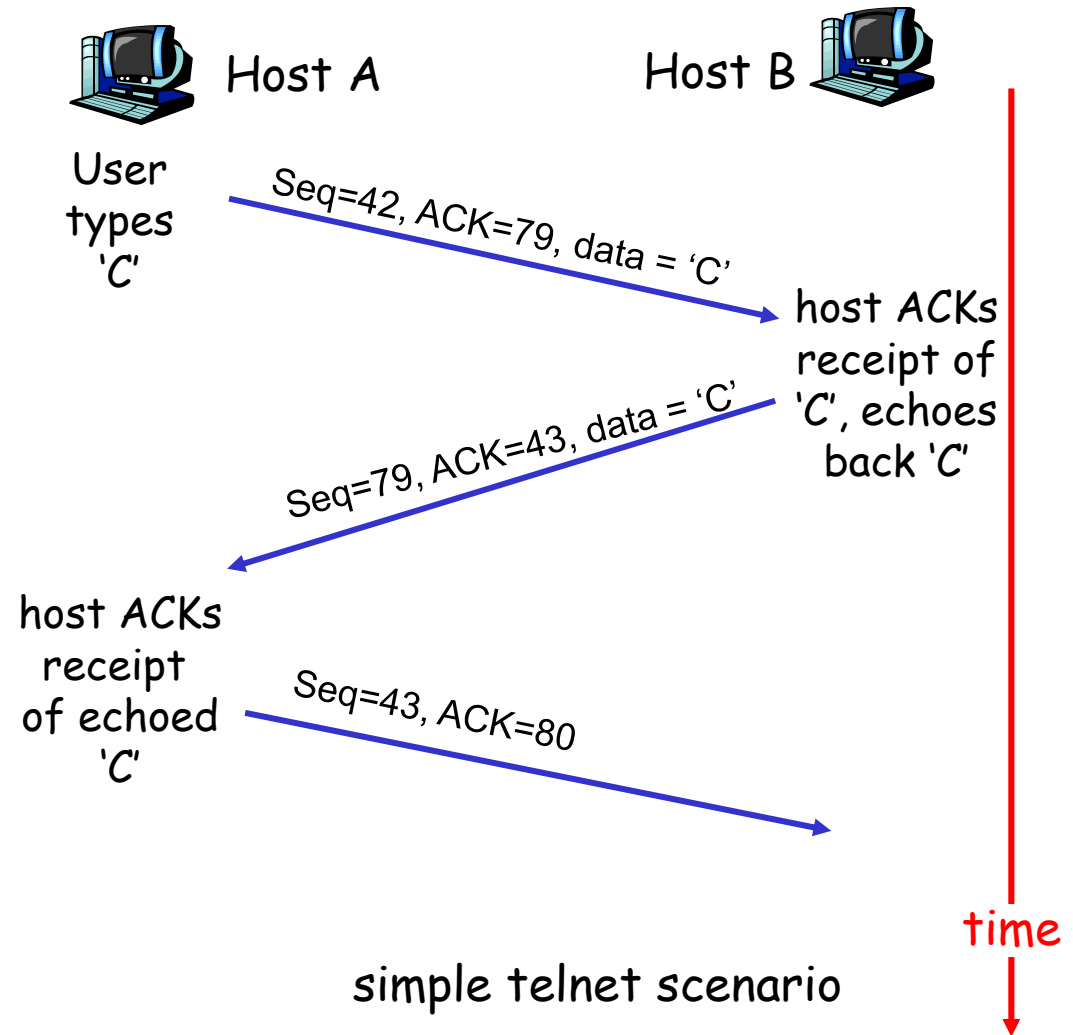 Host A
Host B
User
types
‘C’
Seq=42, ACK=79, data = ‘C’
host ACKs
receipt of
‘C’, echoes
back ‘C’
Seq=79, ACK=43, data = ‘C’
host ACKs
receipt
of echoed
‘C’
Seq=43, ACK=80
time
simple telnet scenario